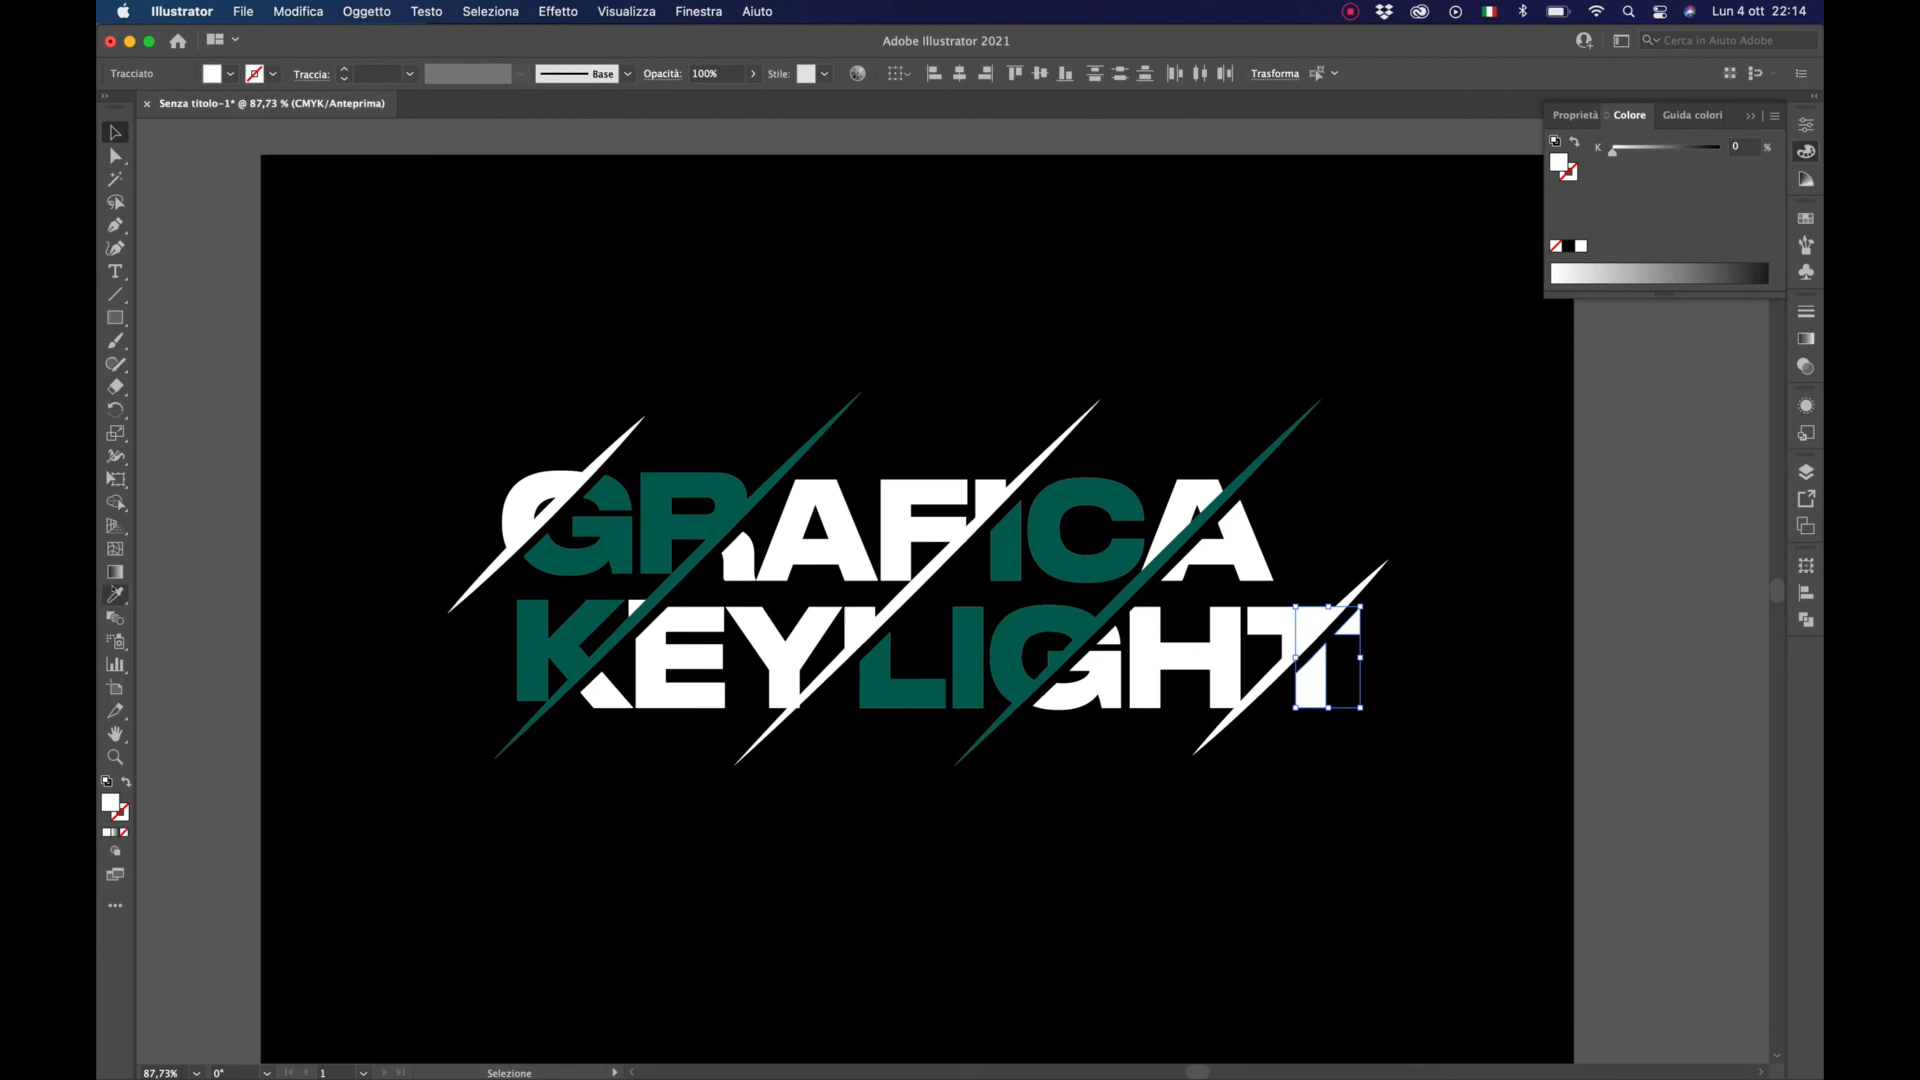 Illustrator File Modifica Oggetto Testo Seleziona Effetto Visualizza Finestra Aiuto Lun 4 ott 22:14
Adobe Illustrator 2021 Cerca in Aiuto Adobe
Tracciato Traccia: Base Opacità: 100% Stile: Trasforma
× Senza titolo-1* @ 87,73 % (CMYK/Anteprima)
Proprietà Colore Guida colori
K 0 %
GRAFICA
KEYLIGHT
87,73% 0° 1 Selezione